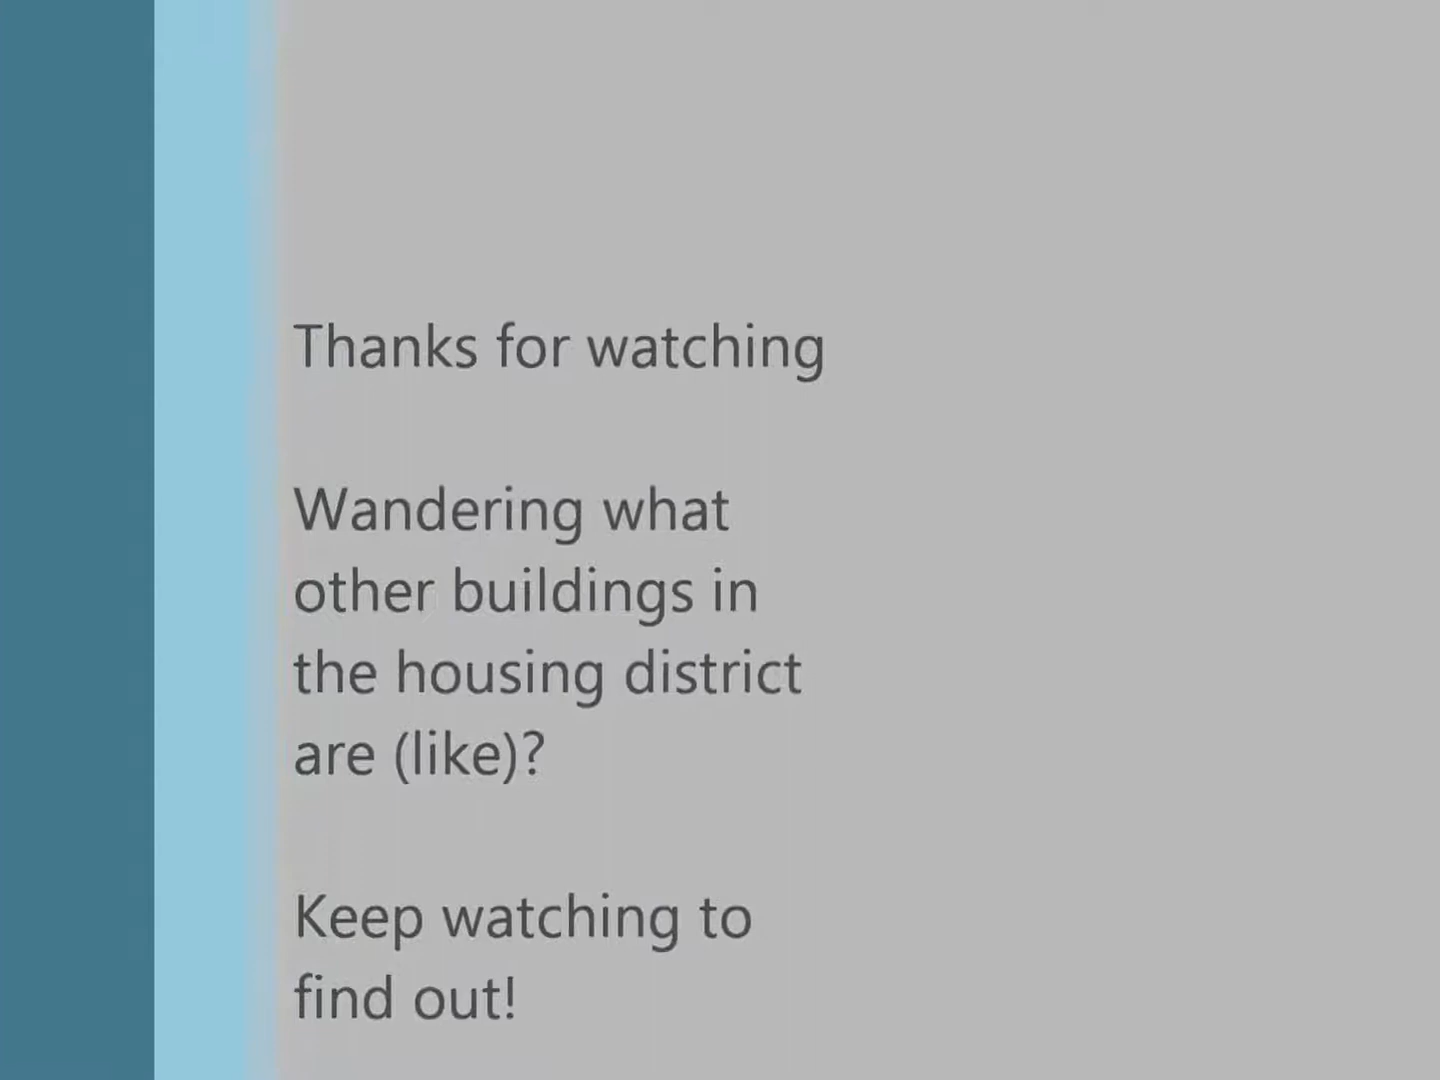 Thanks for watching
Wandering what
other buildings in
the housing district
are (like)?
Keep watching to
find out!